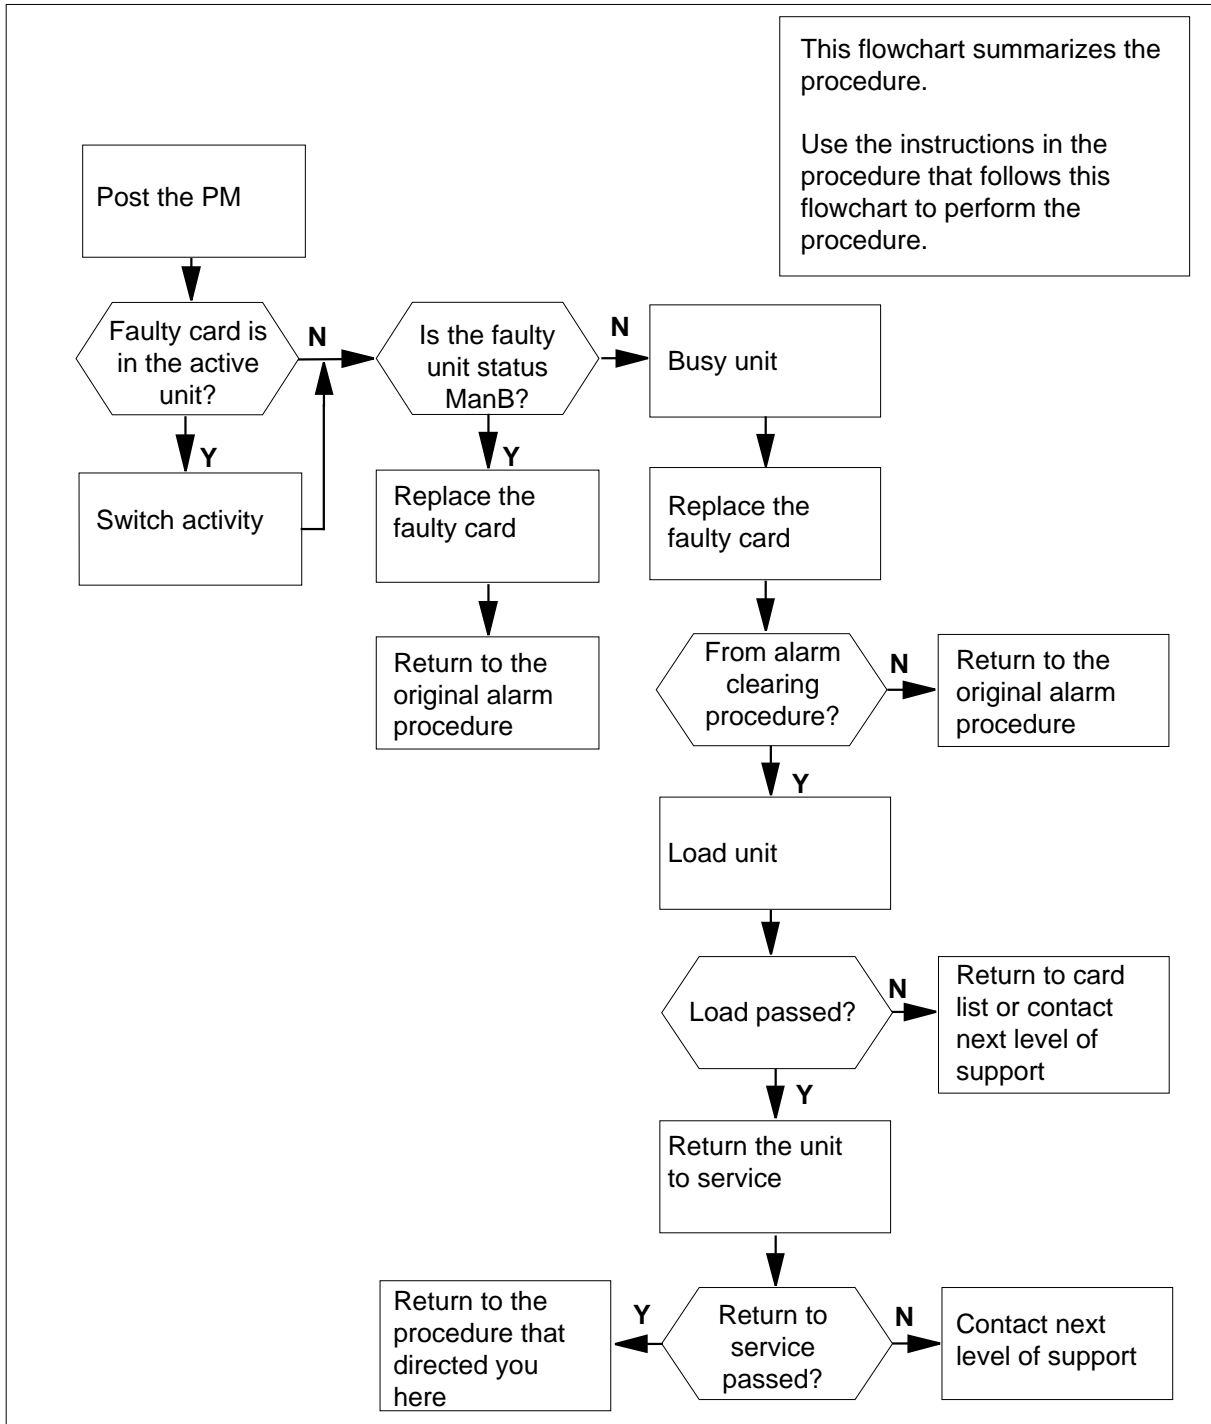 This flowchart summarizes the
procedure.
Use the instructions in the
procedure that follows this
flowchart to perform the
procedure.
Post the PM
Faulty card is
in the active
unit?
N
Y
Switch activity
Is the faulty
unit status
ManB?
N
Y
Busy unit
Replace the
faulty card
Return to the
original alarm
procedure
Replace the
faulty card
From alarm
clearing
procedure?
N
Return to the
original alarm
procedure
Y
Load unit
Load passed?
N
Return to card
list or contact
next level of
support
Y
Return the unit
to service
Return to
service
passed?
Y
Return to the
procedure that
directed you
here
N
Contact next
level of support